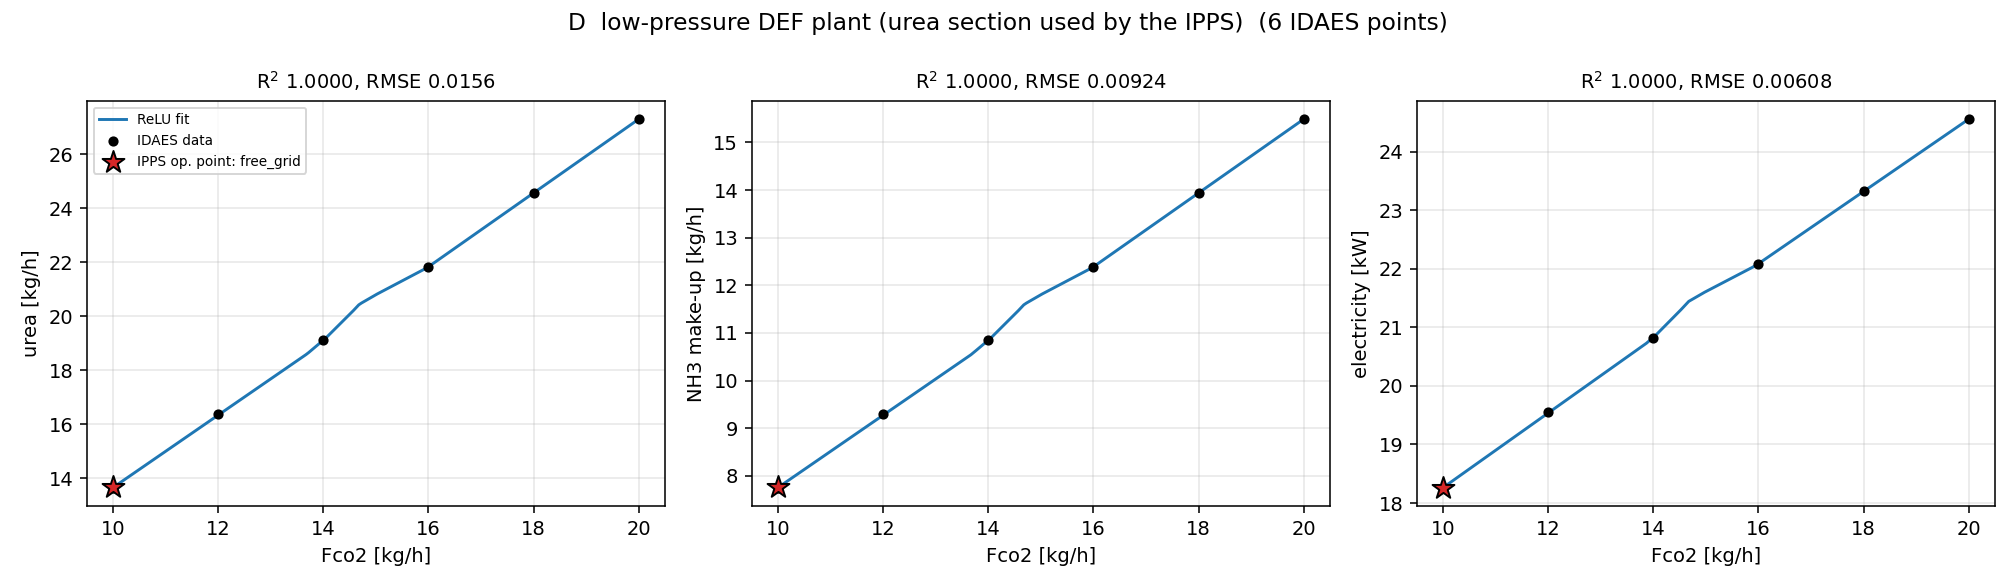 D  low-pressure DEF plant (urea section used by the IPPS)  (6 IDAES points)
R² 1.0000, RMSE 0.0156
ReLU fit
IDAES data
IPPS op. point: free_grid
urea [kg/h]
26
24
22
20
18
16
14
10 12 14 16 18 20
Fco2 [kg/h]
R² 1.0000, RMSE 0.00924
NH3 make-up [kg/h]
15
14
13
12
11
10
9
8
10 12 14 16 18 20
Fco2 [kg/h]
R² 1.0000, RMSE 0.00608
electricity [kW]
24
23
22
21
20
19
18
10 12 14 16 18 20
Fco2 [kg/h]